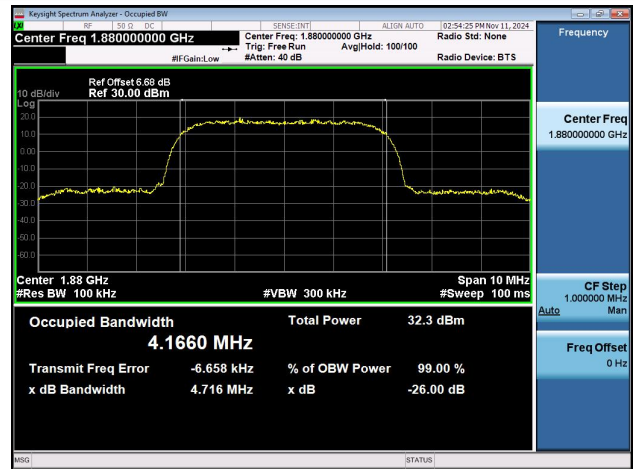 Keysight Spectrum Analyzer - Occupied BW
LXI RF 50 Ω DC SENSE:INT ALIGN AUTO 02:54:25 PM Nov 11, 2024
Center Freq 1.880000000 GHz
Center Freq: 1.880000000 GHz Radio Std: None
Trig: Free Run Avg|Hold: 100/100
#IFGain:Low #Atten: 40 dB Radio Device: BTS
Frequency
Ref Offset 6.68 dB
10 dB/div Ref 30.00 dBm
Log
20.0
10.0
0.00
-10.0
-20.0
-30.0
-40.0
-50.0
-60.0
Center 1.88 GHz Span 10 MHz
#Res BW 100 kHz #VBW 300 kHz #Sweep 100 ms
Center Freq
1.880000000 GHz
CF Step
1.000000 MHz
Auto Man
Freq Offset
0 Hz
Occupied Bandwidth Total Power 32.3 dBm
4.1660 MHz
Transmit Freq Error -6.658 kHz % of OBW Power 99.00 %
x dB Bandwidth 4.716 MHz x dB -26.00 dB
MSG STATUS